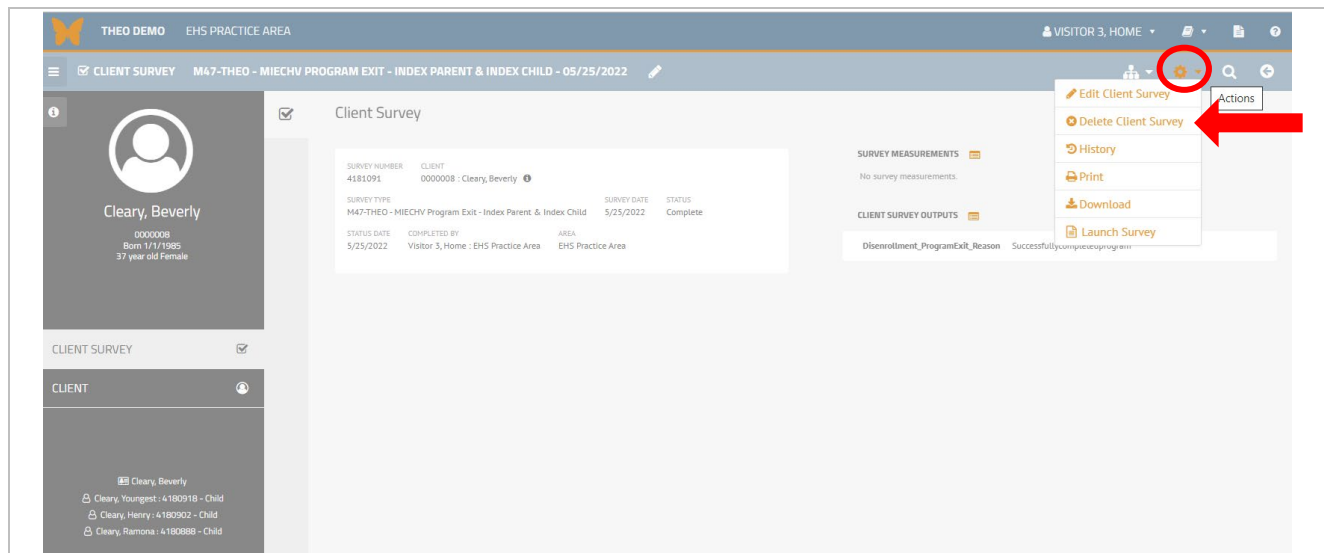 THEO DEMO EHS PRACTICE AREA VISITOR 3, HOME
CLIENT SURVEY M47-THEO - MIECHV PROGRAM EXIT - INDEX PARENT & INDEX CHILD - 05/25/2022
Edit Client Survey
Actions
Delete Client Survey
History
Print
Download
Launch Survey
Cleary, Beverly
0000008
Born 1/1/1985
37 year old Female
CLIENT SURVEY
CLIENT
Cleary, Beverly
Cleary, Youngest : 4180918 - Child
Cleary, Henry : 4180902 - Child
Cleary, Ramona : 4180888 - Child
Client Survey
SURVEY NUMBER CLIENT
4181091 0000008 : Cleary, Beverly
SURVEY TYPE SURVEY DATE STATUS
M47-THEO - MIECHV Program Exit - Index Parent & Index Child 5/25/2022 Complete
STATUS DATE COMPLETED BY AREA
5/25/2022 Visitor 3, Home : EHS Practice Area EHS Practice Area
SURVEY MEASUREMENTS
No survey measurements.
CLIENT SURVEY OUTPUTS
Disenrollment_ProgramExit_Reason Successfullycompletedprogram